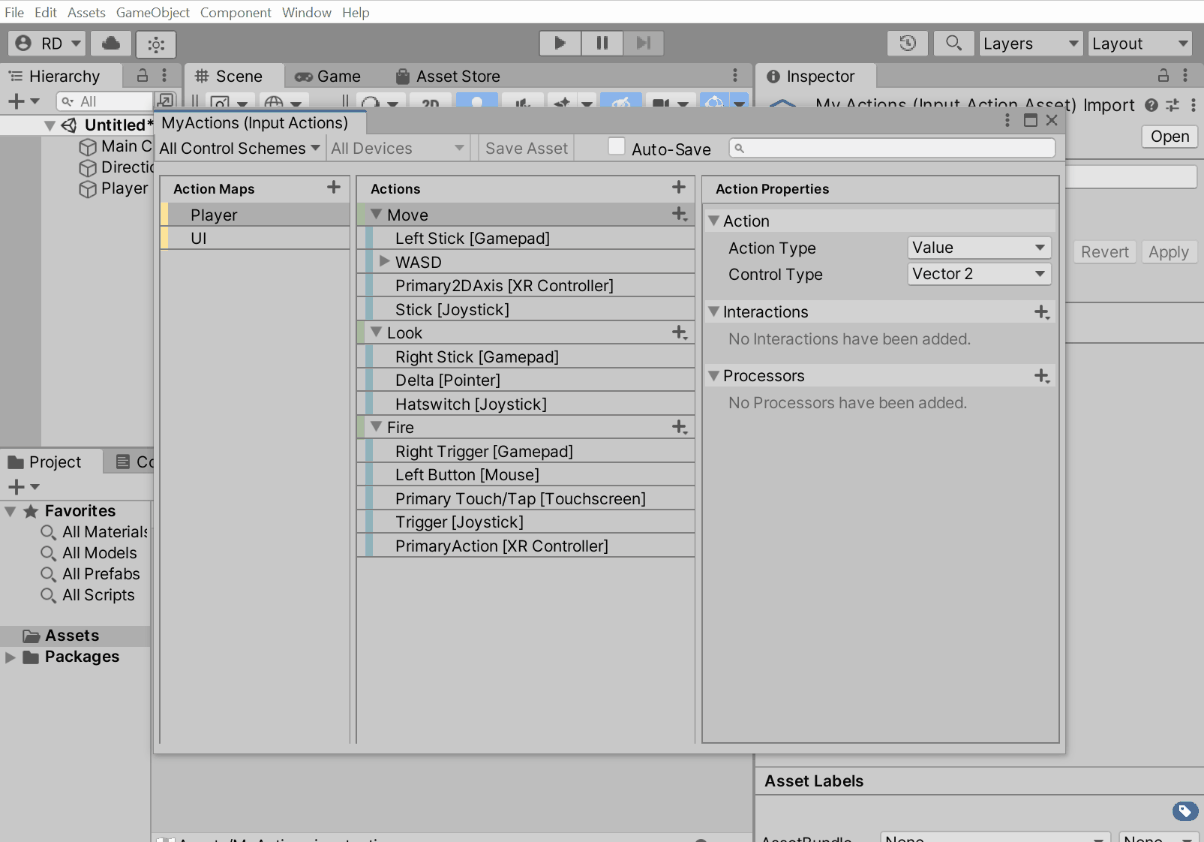 File Edit Assets GameObject Component Window Help
RD Layers Layout
Hierarchy Scene Game Asset Store Inspector
All 2D My Actions (Input Action Asset) Import
Untitled* MyActions (Input Actions) Open
Main C All Control Schemes All Devices Save Asset Auto-Save
Directio
Player
Action Maps Actions Action Properties
Player Move Action
UI Left Stick [Gamepad] Action Type Value Revert Apply
WASD Control Type Vector 2
Primary2DAxis [XR Controller]
Stick [Joystick] Interactions
Look No Interactions have been added.
Right Stick [Gamepad]
Delta [Pointer] Processors
Hatswitch [Joystick] No Processors have been added.
Fire
Right Trigger [Gamepad]
Project Co
Left Button [Mouse]
Primary Touch/Tap [Touchscreen]
Favorites
Trigger [Joystick]
All Materials
PrimaryAction [XR Controller]
All Models
All Prefabs
All Scripts
Assets
Packages
Asset Labels
AssetBundle None None